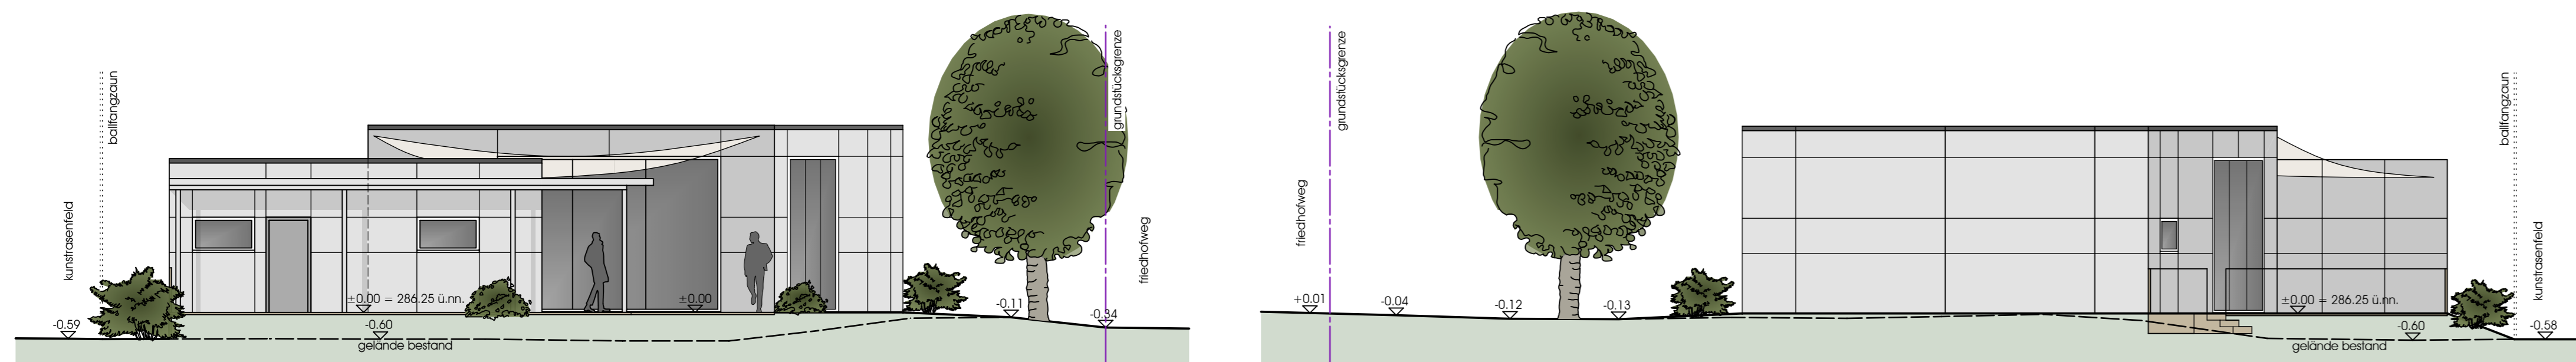 kunstrasenfeld
ballfangzaun
-0.59
±0.00 = 286.25 ü.nn.
-0.60
gelände bestand
±0.00
-0.11
-0.34
grundstücksgrenze
friedhofweg
friedhofweg
+0.01
grundstücksgrenze
-0.04
-0.12
-0.13
±0.00 = 286.25 ü.nn.
-0.60
gelände bestand
ballfangzaun
kunstrasenfeld
-0.58